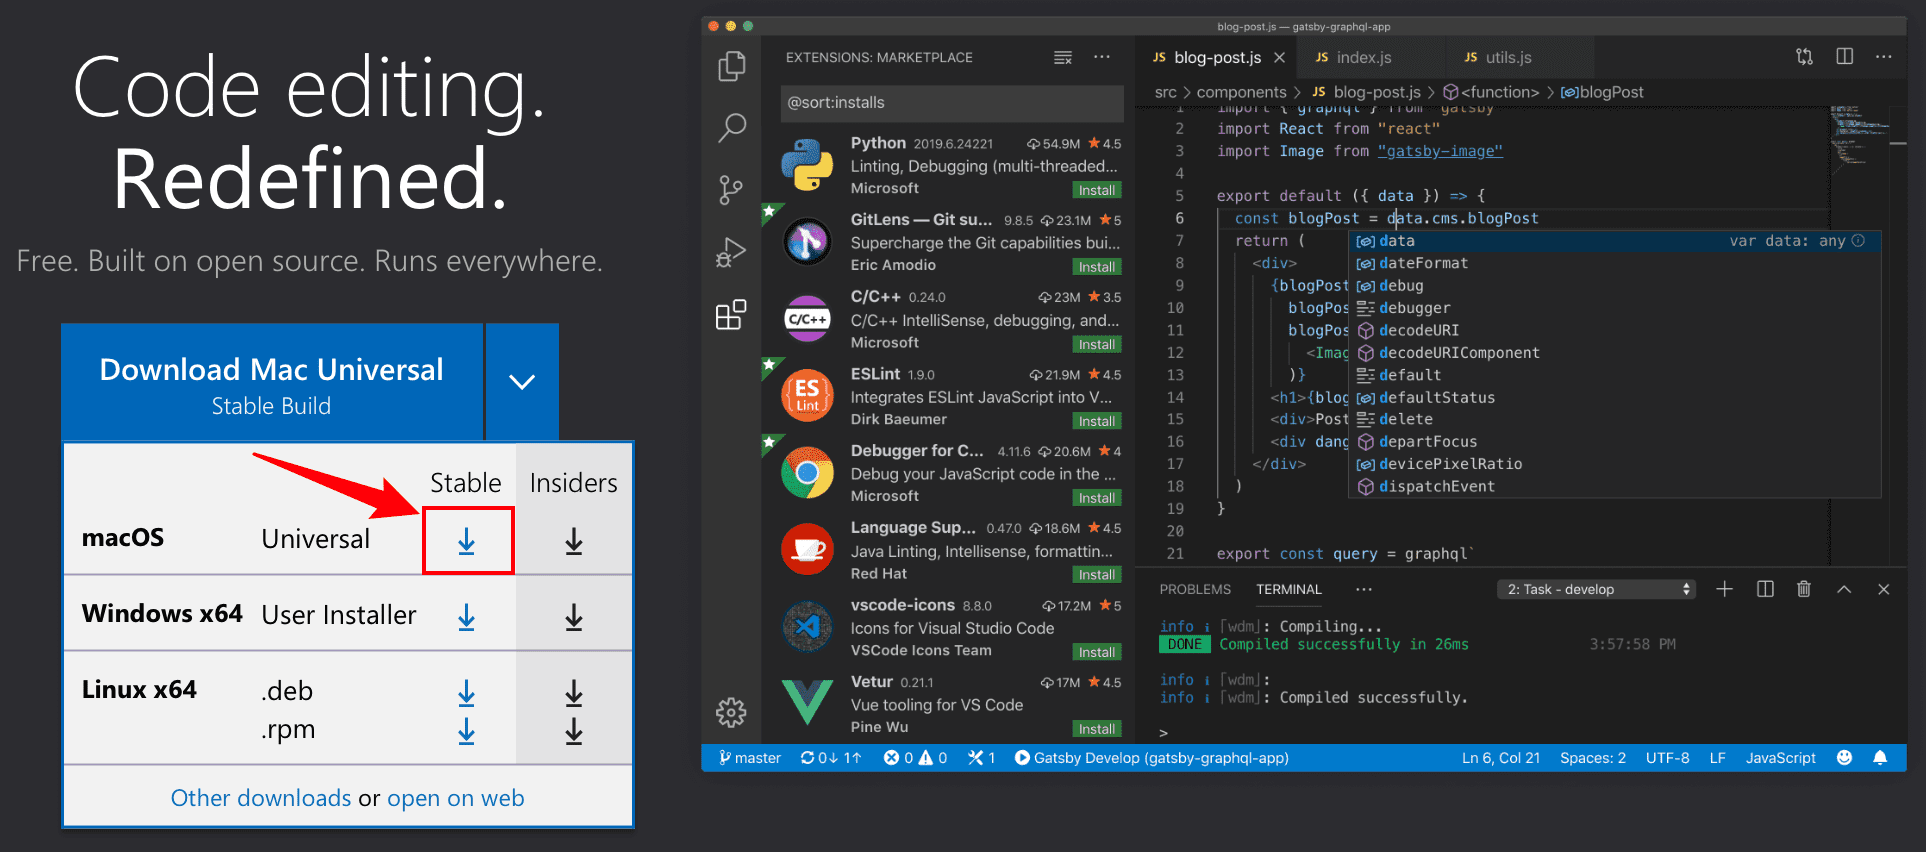 Code editing.
Redefined.
Free. Built on open source. Runs everywhere.
Download Mac Universal
Stable Build
Stable Insiders
macOS Universal
Windows x64 User Installer
Linux x64 .deb
.rpm
Other downloads or open on web
blog-post.js — gatsby-graphql-app
EXTENSIONS: MARKETPLACE
@sort:installs
Python 2019.6.24221 54.9M 4.5
Linting, Debugging (multi-threaded...
Microsoft Install
GitLens — Git su... 9.8.5 23.1M 5
Supercharge the Git capabilities bui...
Eric Amodio Install
C/C++
C/C++ 0.24.0 23M 3.5
C/C++ IntelliSense, debugging, and...
Microsoft Install
ES
Lint
ESLint 1.9.0 21.9M 4.5
Integrates ESLint JavaScript into V...
Dirk Baeumer Install
Debugger for C... 4.11.6 20.6M 4
Debug your JavaScript code in the ...
Microsoft Install
Language Sup... 0.47.0 18.6M 4.5
Java Linting, Intellisense, formattin...
Red Hat Install
vscode-icons 8.8.0 17.2M 5
Icons for Visual Studio Code
VSCode Icons Team Install
Vetur 0.21.1 17M 4.5
Vue tooling for VS Code
Pine Wu Install
JS blog-post.js JS index.js JS utils.js
src > components > JS blog-post.js > <function> > blogPost
1 import { graphql } from "gatsby"
2 import React from "react"
3 import Image from "gatsby-image"
4
5 export default ({ data }) => {
6 const blogPost = data.cms.blogPost
7 return (
8 <div>
9 {blogPost
10 blogPos
11 blogPos
12 <Imag
13 )}
14 <h1>{blog
15 <div>Post
16 <div dang
17 </div>
18 )
19 }
20
21 export const query = graphql`
data var data: any
dateFormat
debug
debugger
decodeURI
decodeURIComponent
default
defaultStatus
delete
departFocus
devicePixelRatio
dispatchEvent
PROBLEMS TERMINAL ... 2: Task - develop
info i ｢wdm｣: Compiling...
DONE Compiled successfully in 26ms 3:57:58 PM
info i ｢wdm｣:
info i ｢wdm｣: Compiled successfully.
>
master 0↓ 1↑ 0 0 1 Gatsby Develop (gatsby-graphql-app) Ln 6, Col 21 Spaces: 2 UTF-8 LF JavaScript